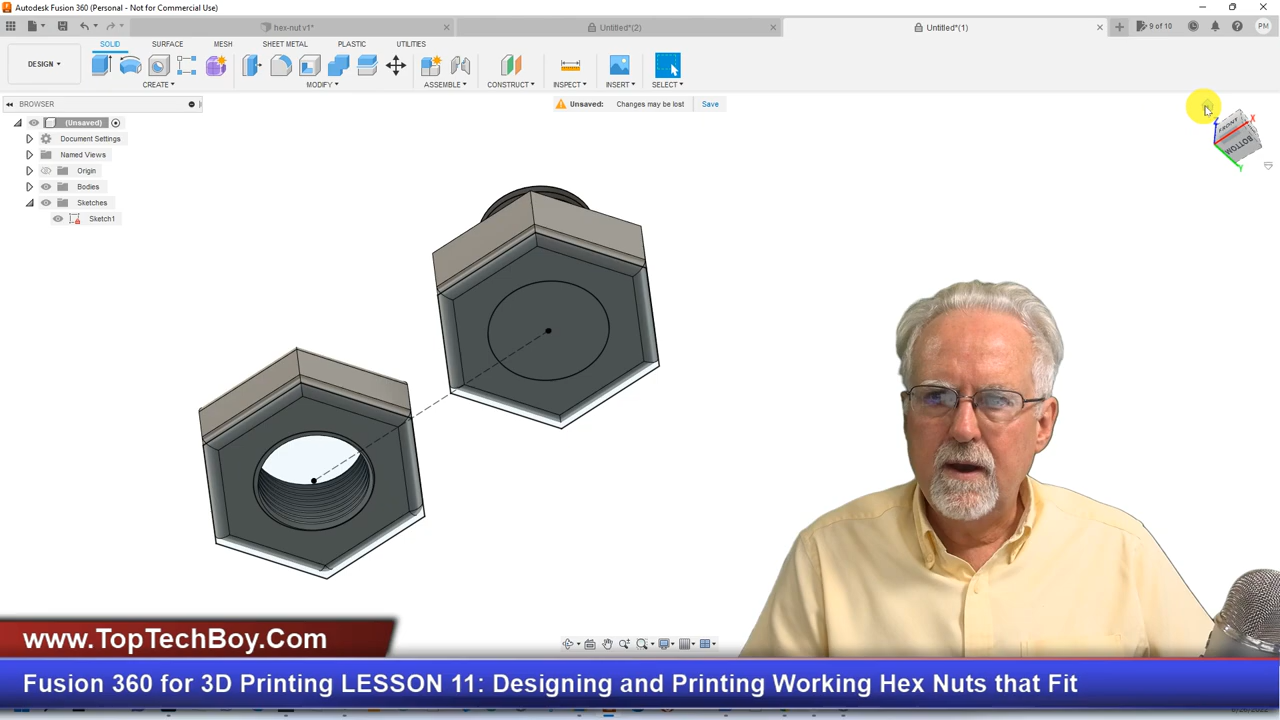 Autodesk Fusion 360 (Personal - Not for Commercial Use)
hex-nut v1*
Untitled*(2)
Untitled*(1)
9 of 10
PM
DESIGN
SOLID
SURFACE
MESH
SHEET METAL
PLASTIC
UTILITIES
CREATE
MODIFY
ASSEMBLE
CONSTRUCT
INSPECT
INSERT
SELECT
BROWSER
Unsaved: Changes may be lost Save
(Unsaved)
Document Settings
Named Views
Origin
Bodies
Sketches
Sketch1
FRONT
BOTTOM
X
Y
Z
www.TopTechBoy.Com
Fusion 360 for 3D Printing LESSON 11: Designing and Printing Working Hex Nuts that Fit